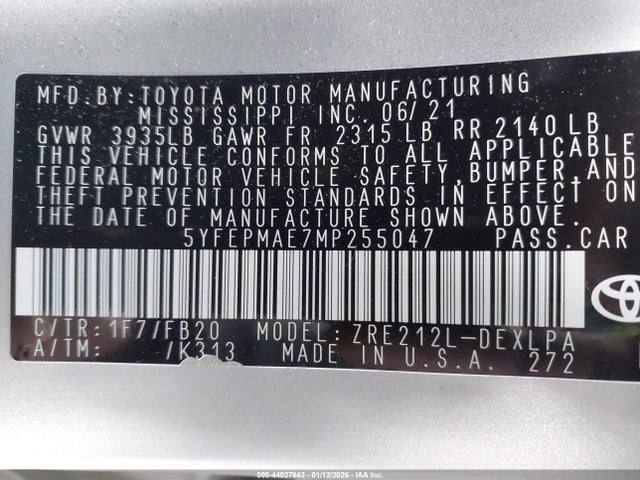 MFD.BY:TOYOTA MOTOR MANUFACTURING
MISSISSIPPI INC. 06/21
GVWR 3935LB GAWR FR 2315 LB RR 2140 LB
THIS VEHICLE CONFORMS TO ALL APPLICABLE
FEDERAL MOTOR VEHICLE SAFETY, BUMPER, AND
THEFT PREVENTION STANDARDS IN EFFECT ON
THE DATE OF MANUFACTURE SHOWN ABOVE.
5YFEPMAE7MP255047 PASS.CAR
C/TR:1F7/FB20 MODEL:ZRE212L-DEXLPA
A/TM: /K313 MADE IN U.S.A. 272
000-44027643 - 01/12/2026 - IAA Inc.